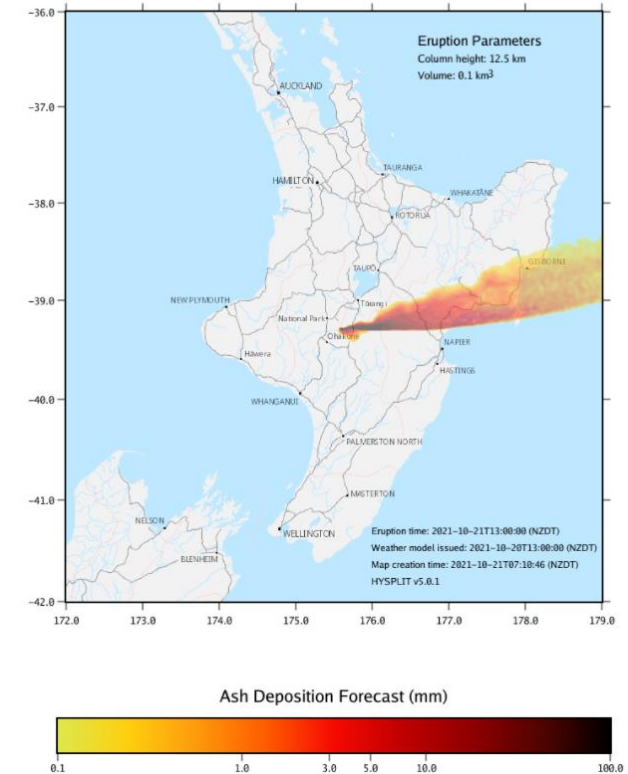 -36.0
Eruption Parameters
Column height: 12.5 km
Volume: 0.1 km3
AUCKLAND
-37.0
TAURANGA
HAMILTON
WHAKATĀNE
-38.0
ROTORUA
TAUPŌ
GISBORNE
-39.0
NEW PLYMOUTH
Tūrangi
National Park
Ohakune
NAPIER
Hāwera
HASTINGS
-40.0
WHANGANUI
PALMERSTON NORTH
-41.0
MASTERTON
NELSON
WELLINGTON
BLENHEIM
Eruption time: 2021-10-21T13:00:00 (NZDT)
Weather model issued: 2021-10-20T13:00:00 (NZDT)
Map creation time: 2021-10-21T07:10:46 (NZDT)
HYSPLIT v5.0.1
-42.0
172.0 173.0 174.0 175.0 176.0 177.0 178.0 179.0
Ash Deposition Forecast (mm)
0.1 1.0 3.0 5.0 10.0 100.0